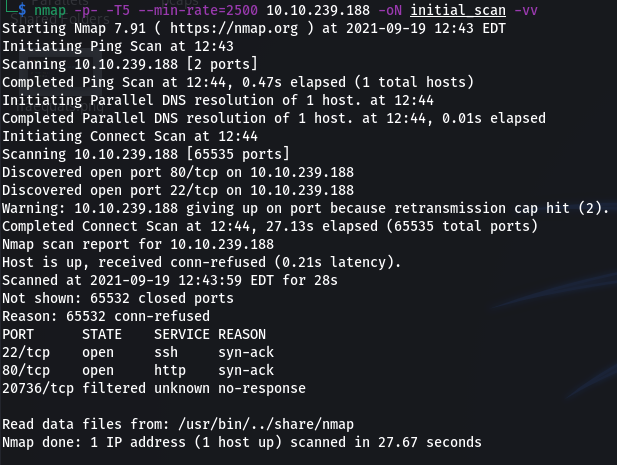 $ nmap -p- -T5 --min-rate=2500 10.10.239.188 -oN initial_scan -vv
Starting Nmap 7.91 ( https://nmap.org ) at 2021-09-19 12:43 EDT
Initiating Ping Scan at 12:43
Scanning 10.10.239.188 [2 ports]
Completed Ping Scan at 12:44, 0.47s elapsed (1 total hosts)
Initiating Parallel DNS resolution of 1 host. at 12:44
Completed Parallel DNS resolution of 1 host. at 12:44, 0.01s elapsed
Initiating Connect Scan at 12:44
Scanning 10.10.239.188 [65535 ports]
Discovered open port 80/tcp on 10.10.239.188
Discovered open port 22/tcp on 10.10.239.188
Warning: 10.10.239.188 giving up on port because retransmission cap hit (2).
Completed Connect Scan at 12:44, 27.13s elapsed (65535 total ports)
Nmap scan report for 10.10.239.188
Host is up, received conn-refused (0.21s latency).
Scanned at 2021-09-19 12:43:59 EDT for 28s
Not shown: 65532 closed ports
Reason: 65532 conn-refused
PORT      STATE    SERVICE REASON
22/tcp    open     ssh     syn-ack
80/tcp    open     http    syn-ack
20736/tcp filtered unknown no-response
Read data files from: /usr/bin/../share/nmap
Nmap done: 1 IP address (1 host up) scanned in 27.67 seconds